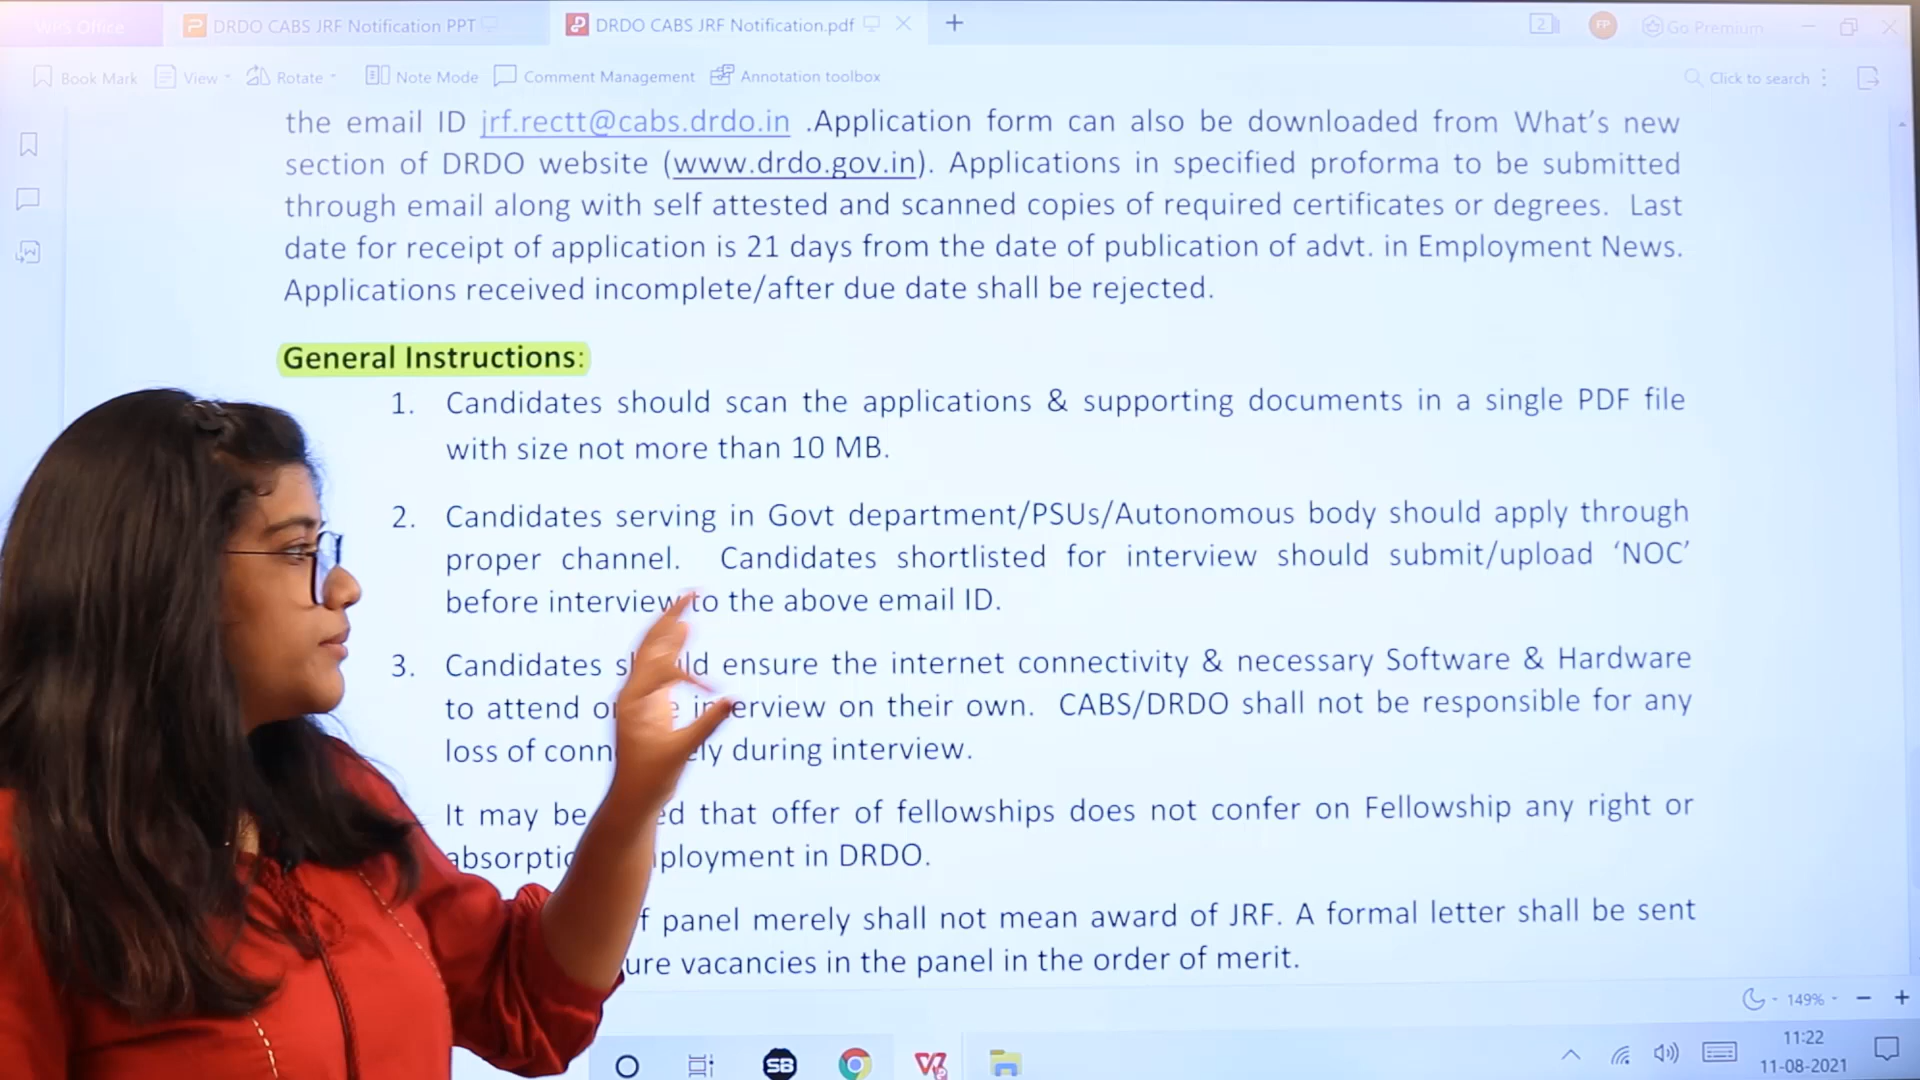 WPS Office
DRDO CABS JRF Notification PPT
DRDO CABS JRF Notification.pdf
2
FP
Go Premium
Book Mark
View
Rotate
Note Mode
Comment Management
Annotation toolbox
Click to search
the email ID jrf.rectt@cabs.drdo.in .Application form can also be downloaded from What's new
section of DRDO website (www.drdo.gov.in). Applications in specified proforma to be submitted
through email along with self attested and scanned copies of required certificates or degrees. Last
date for receipt of application is 21 days from the date of publication of advt. in Employment News.
Applications received incomplete/after due date shall be rejected.
General Instructions:
1. Candidates should scan the applications & supporting documents in a single PDF file
with size not more than 10 MB.
2. Candidates serving in Govt department/PSUs/Autonomous body should apply through
proper channel. Candidates shortlisted for interview should submit/upload 'NOC'
before interview to the above email ID.
3. Candidates ensure the internet connectivity & necessary Software & Hardware
to attend interview on their own. CABS/DRDO shall not be responsible for any
loss of during interview.
It may be that offer of fellowships does not confer on Fellowship any right or
in DRDO.
panel merely shall not mean award of JRF. A formal letter shall be sent
vacancies in the panel in the order of merit.
149%
SB
11:22
11-08-2021